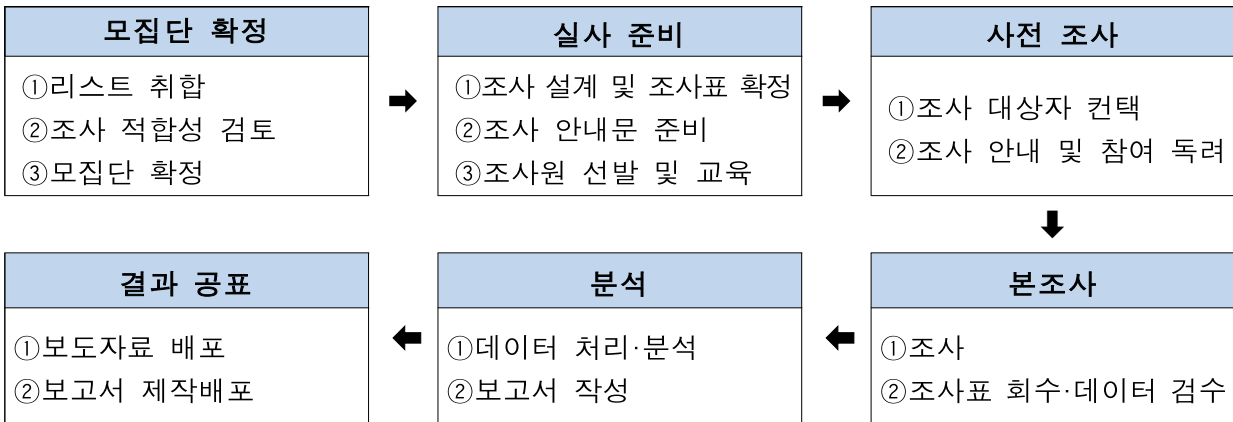 모집단 확정
①리스트 취합
②조사 적합성 검토
③모집단 확정
실사 준비
①조사 설계 및 조사표 확정
②조사 안내문 준비
③조사원 선발 및 교육
사전 조사
①조사 대상자 컨택
②조사 안내 및 참여 독려
본조사
①조사
②조사표 회수·데이터 검수
분석
①데이터 처리·분석
②보고서 작성
결과 공표
①보도자료 배포
②보고서 제작배포